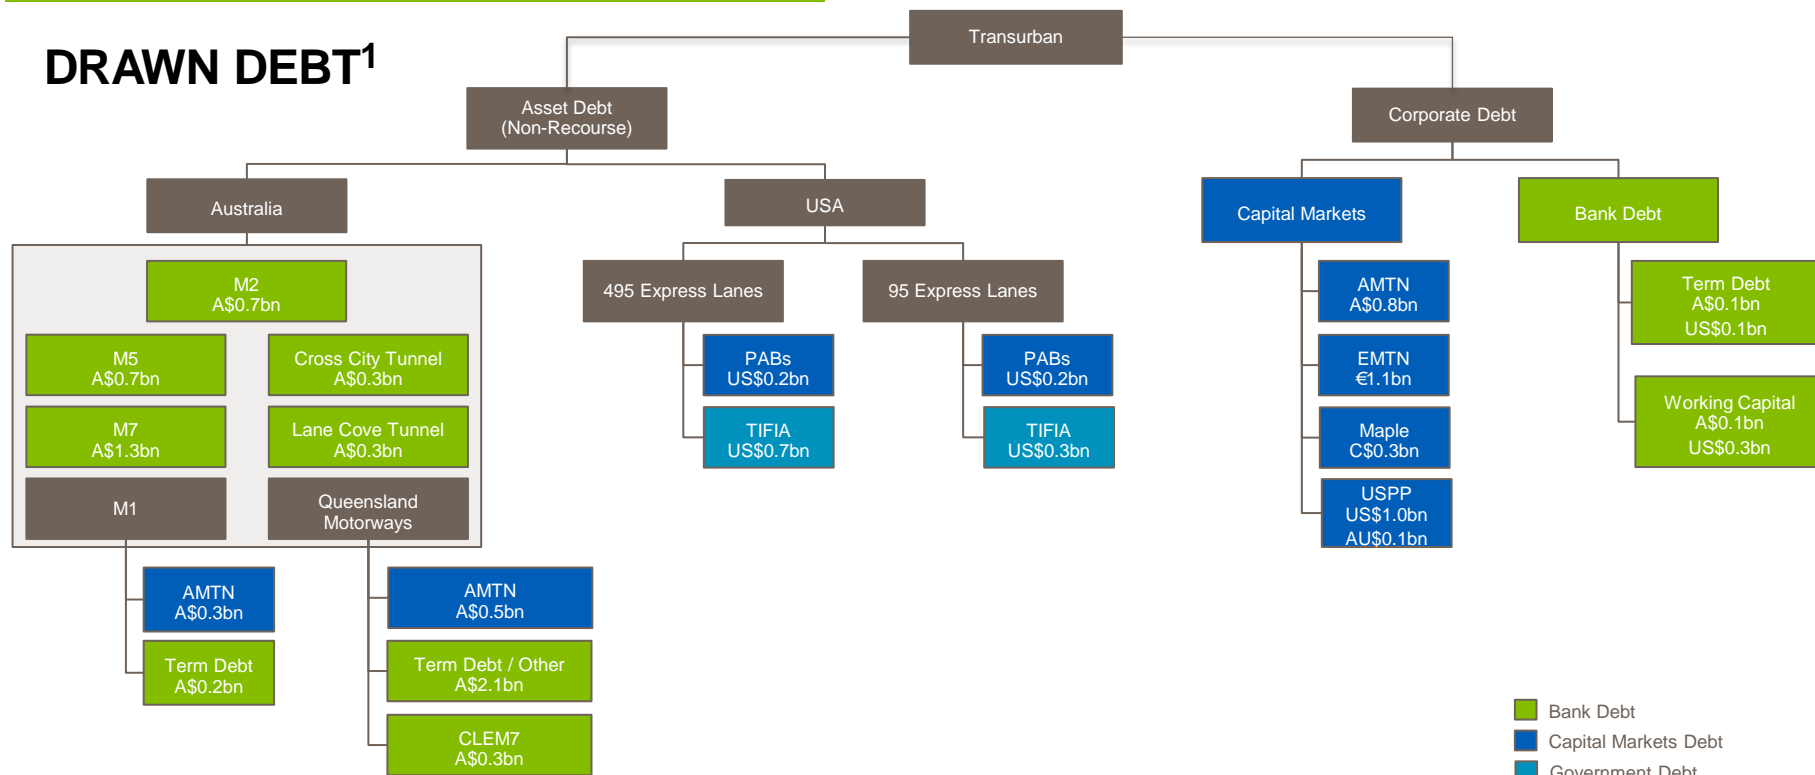 DRAWN DEBT1
Transurban
Asset Debt
(Non-Recourse)
Corporate Debt
Australia
USA
Capital Markets
Bank Debt
M2
A$0.7bn
M5
A$0.7bn
Cross City Tunnel
A$0.3bn
M7
A$1.3bn
Lane Cove Tunnel
A$0.3bn
M1
Queensland
Motorways
AMTN
A$0.3bn
Term Debt
A$0.2bn
AMTN
A$0.5bn
Term Debt / Other
A$2.1bn
CLEM7
A$0.3bn
495 Express Lanes
95 Express Lanes
PABs
US$0.2bn
TIFIA
US$0.7bn
PABs
US$0.2bn
TIFIA
US$0.3bn
AMTN
A$0.8bn
EMTN
€1.1bn
Maple
C$0.3bn
USPP
US$1.0bn
AU$0.1bn
Term Debt
A$0.1bn
US$0.1bn
Working Capital
A$0.1bn
US$0.3bn
Bank Debt
Capital Markets Debt
Government Debt